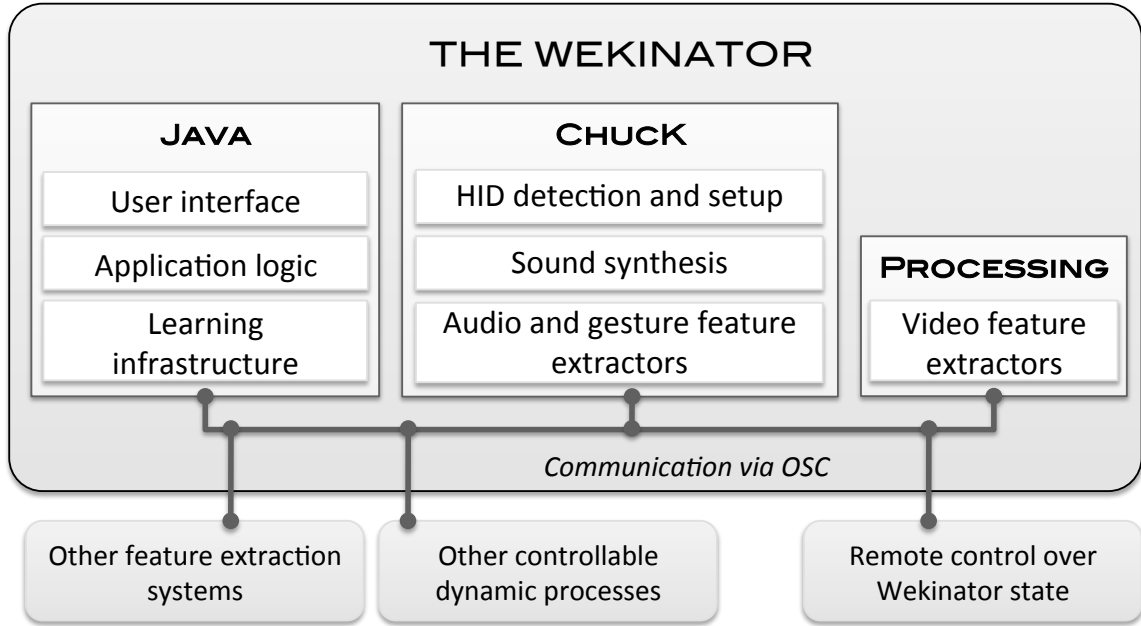 THE WEKINATOR
JAVA
User interface
Application logic
Learning
infrastructure
CHUCK
HID detection and setup
Sound synthesis
Audio and gesture feature
extractors
PROCESSING
Video feature
extractors
Communication via OSC
Other feature extraction
systems
Other controllable
dynamic processes
Remote control over
Wekinator state